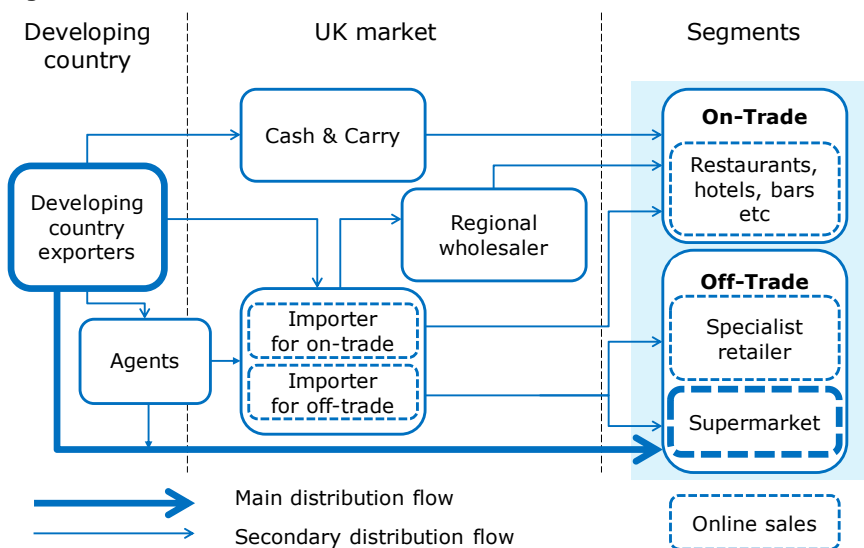 Developing
country
UK market
Segments
Cash & Carry
On-Trade
Restaurants,
hotels, bars
etc
Developing
country
exporters
Regional
wholesaler
Off-Trade
Importer
for on-trade
Specialist
retailer
Agents
Importer
for off-trade
Supermarket
Main distribution flow
Secondary distribution flow
Online sales